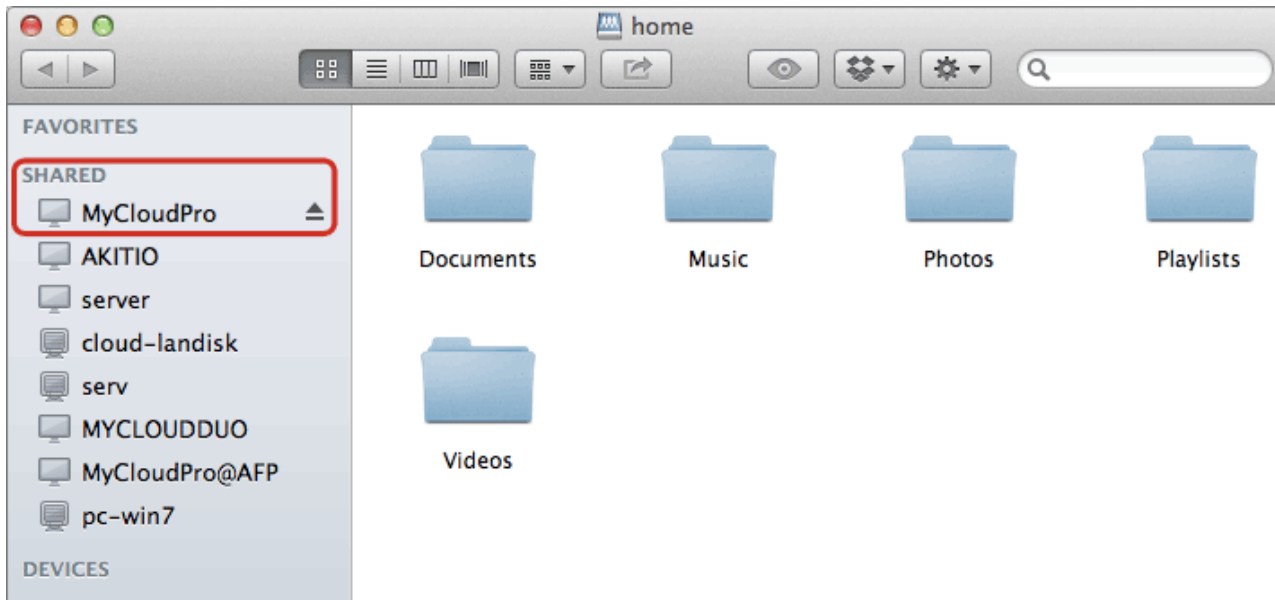 home
FAVORITES
SHARED
MyCloudPro
AKITIO
server
cloud-landisk
serv
MYCLOUDDUO
MyCloudPro@AFP
pc-win7
DEVICES
Documents Music Photos Playlists
Videos